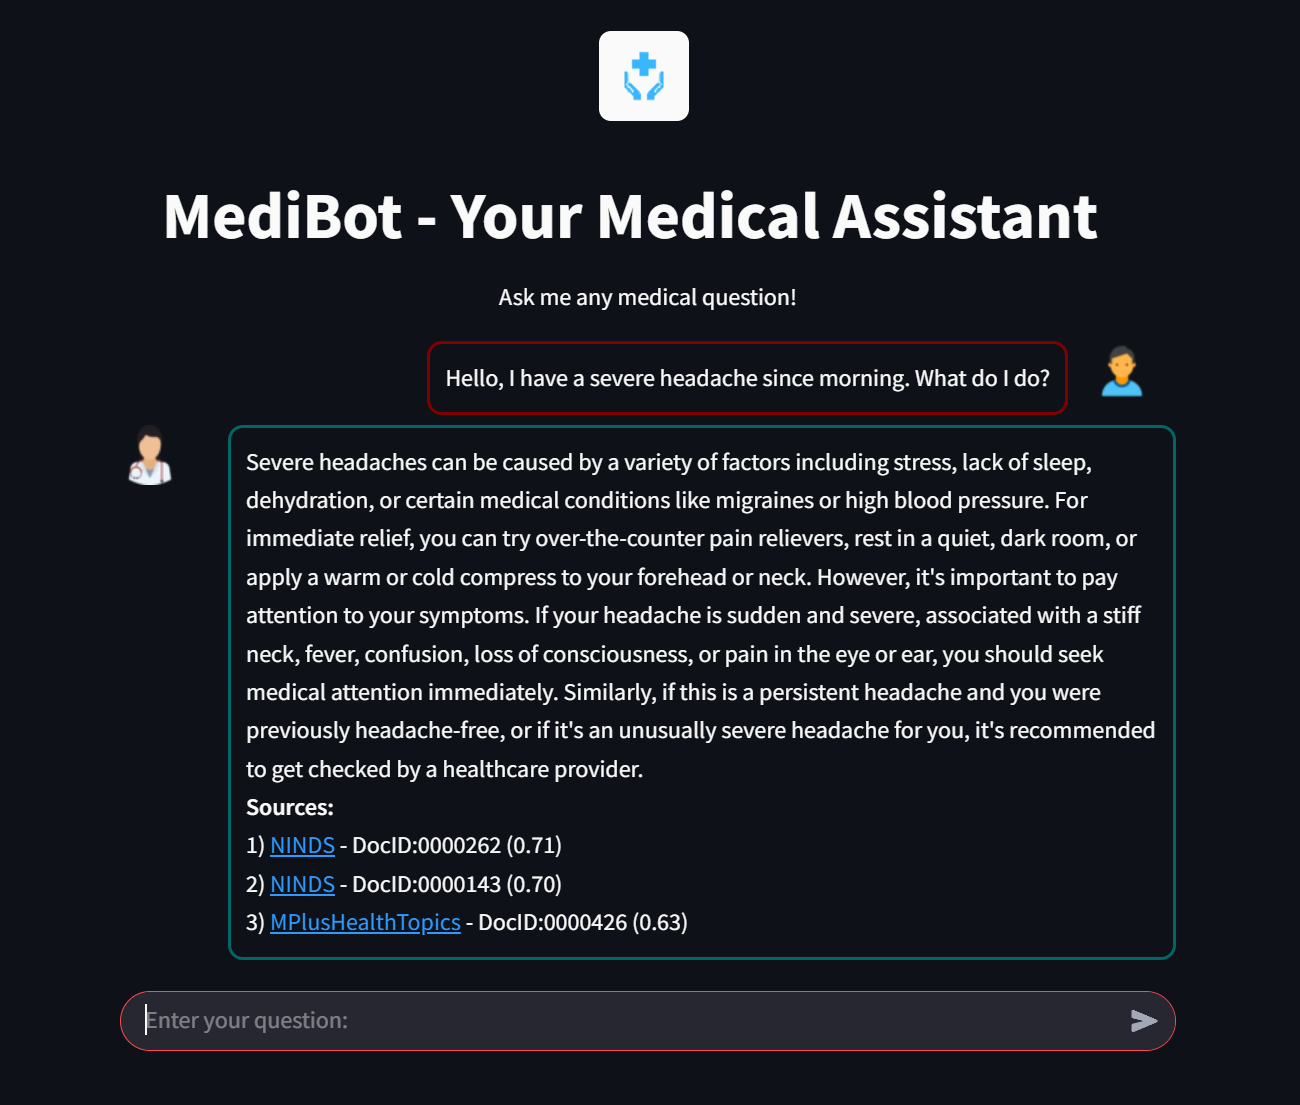 MediBot - Your Medical Assistant
Ask me any medical question!
Hello, I have a severe headache since morning. What do I do?
Severe headaches can be caused by a variety of factors including stress, lack of sleep,
dehydration, or certain medical conditions like migraines or high blood pressure. For
immediate relief, you can try over-the-counter pain relievers, rest in a quiet, dark room, or
apply a warm or cold compress to your forehead or neck. However, it's important to pay
attention to your symptoms. If your headache is sudden and severe, associated with a stiff
neck, fever, confusion, loss of consciousness, or pain in the eye or ear, you should seek
medical attention immediately. Similarly, if this is a persistent headache and you were
previously headache-free, or if it's an unusually severe headache for you, it's recommended
to get checked by a healthcare provider.
Sources:
1) NINDS - DocID:0000262 (0.71)
2) NINDS - DocID:0000143 (0.70)
3) MPlusHealthTopics - DocID:0000426 (0.63)
Enter your question: